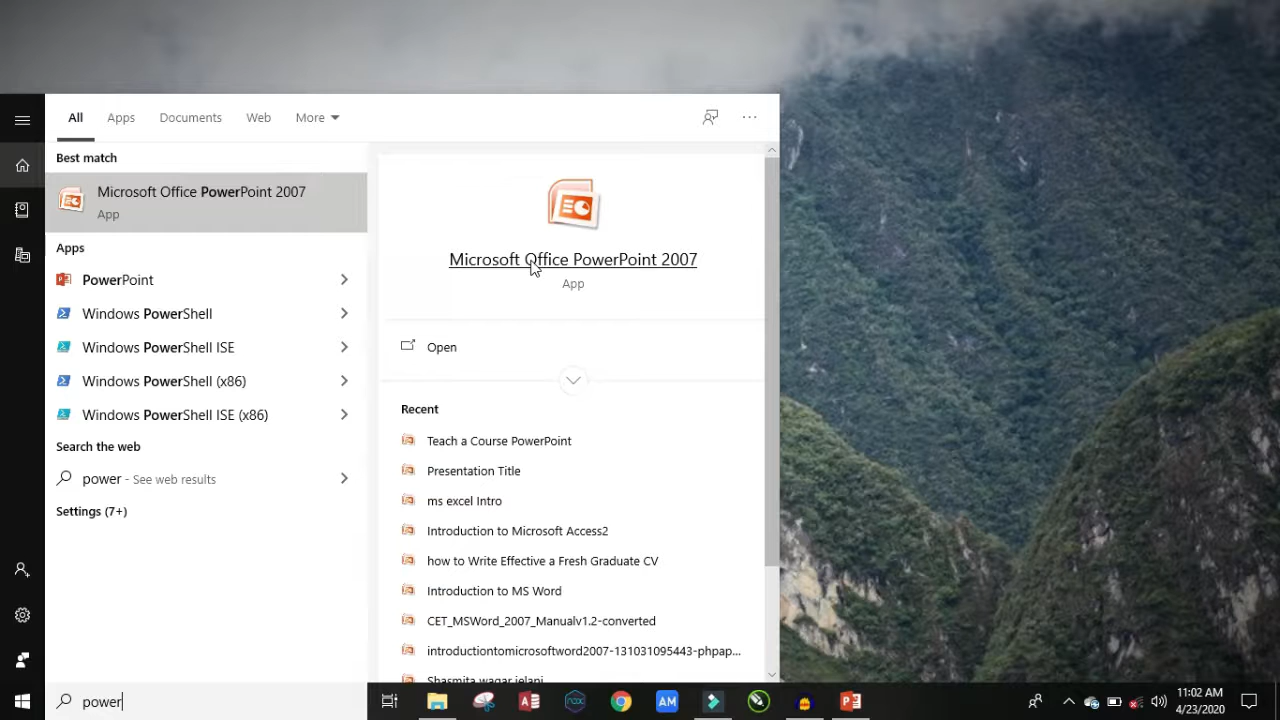 All Apps Documents Web More
Best match
Microsoft Office PowerPoint 2007
App
Apps
PowerPoint
Windows PowerShell
Windows PowerShell ISE
Windows PowerShell (x86)
Windows PowerShell ISE (x86)
Search the web
power - See web results
Settings (7+)
Microsoft Office PowerPoint 2007
App
Open
Recent
Teach a Course PowerPoint
Presentation Title
ms excel Intro
Introduction to Microsoft Access2
how to Write Effective a Fresh Graduate CV
Introduction to MS Word
CET_MSWord_2007_Manualv1.2-converted
introductiontomicrosoftword2007-131031095443-phpap...
Shasmita waqar jelani
power
AM
11:02 AM
4/23/2020